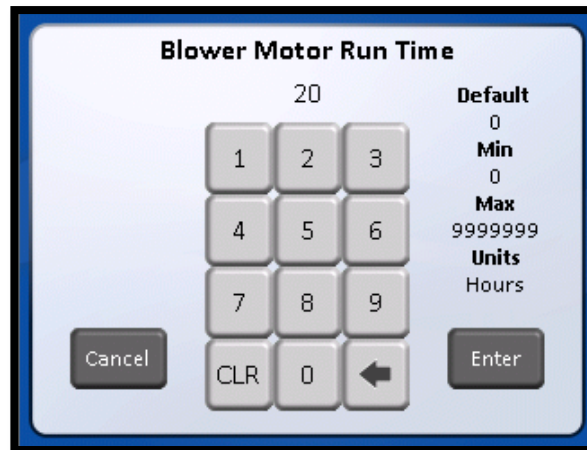 Blower Motor Run Time
20
Default
0
Min
0
Max
9999999
Units
Hours
1 2 3
4 5 6
7 8 9
CLR 0
Cancel
Enter